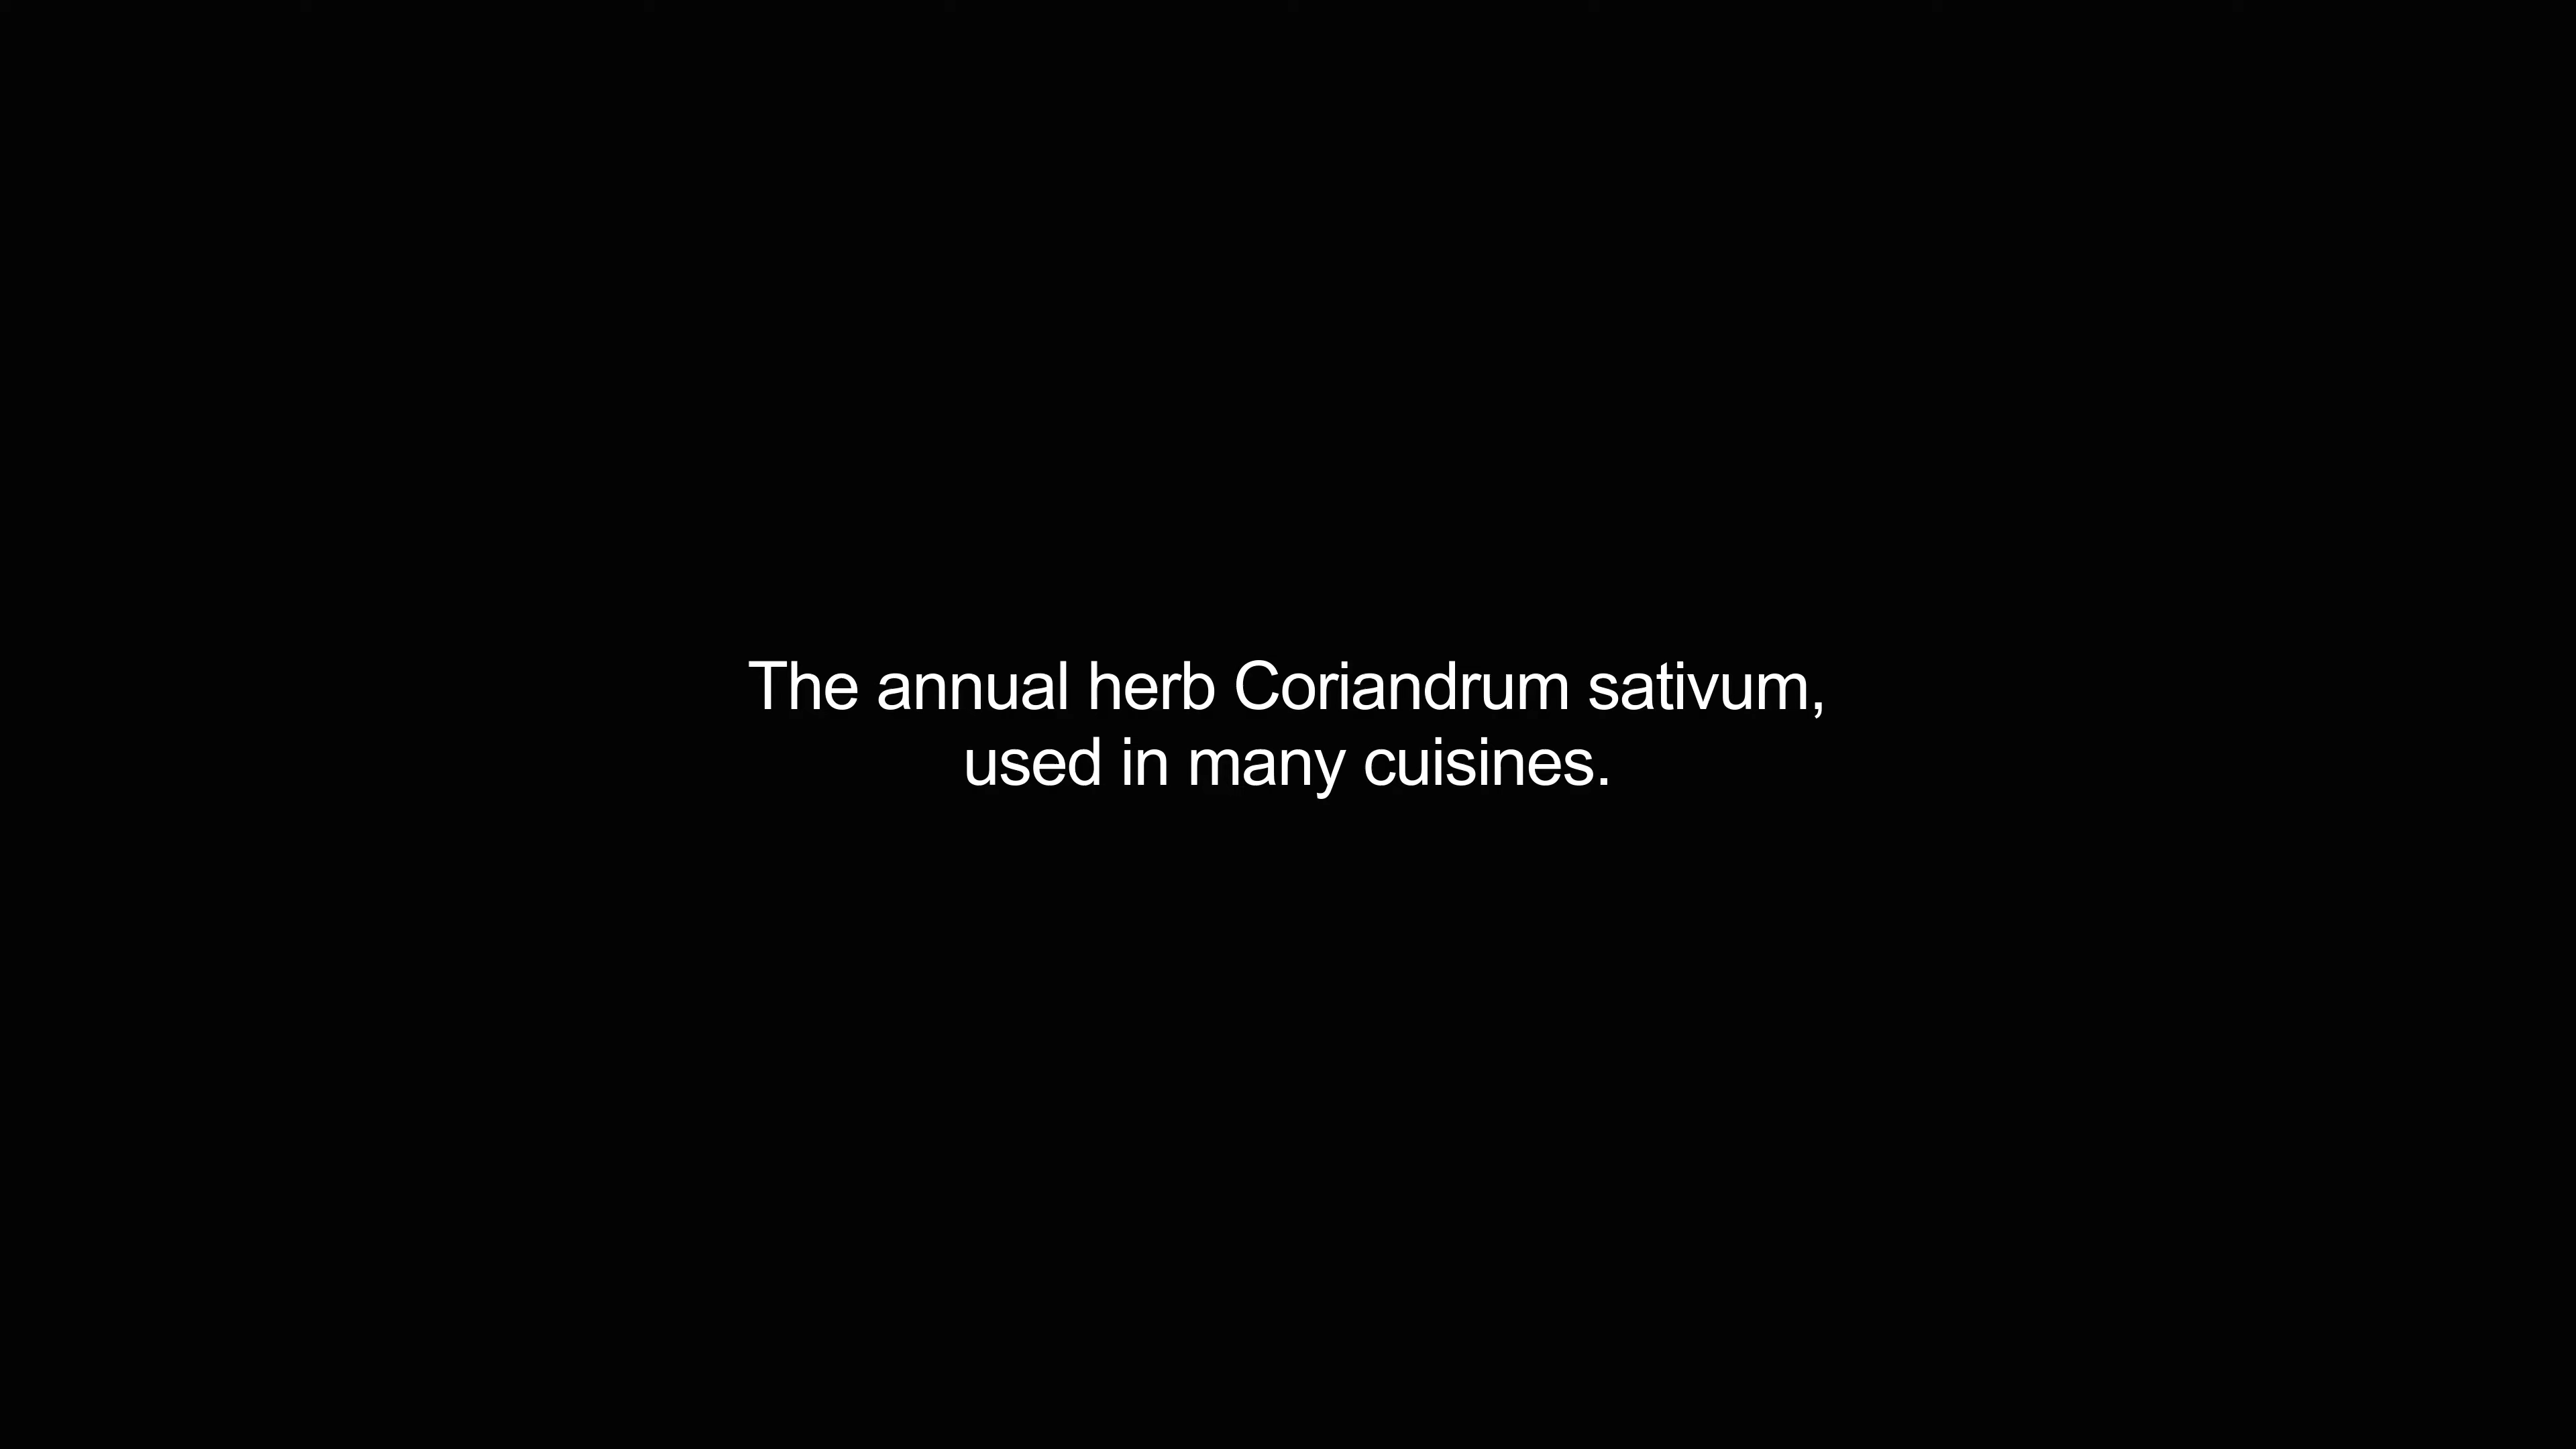 The annual herb Coriandrum sativum,
used in many cuisines.